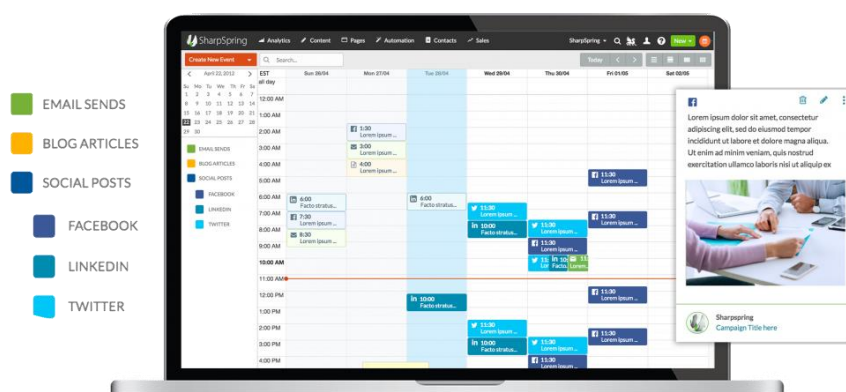 EMAIL SENDS
BLOG ARTICLES
SOCIAL POSTS
FACEBOOK
LINKEDIN
TWITTER
SharpSpring
Analytics Content Pages Automation Contacts Sales
SharpSpring
New
Create New Event
Search...
Today
April 22, 2012
Su Mo Tu We Th Fr Sa
1 2 3 4 5 6 7
8 9 10 11 12 13 14
15 16 17 18 19 20 21
22 23 24 25 26 27 28
29 30
EMAIL SENDS
BLOG ARTICLES
SOCIAL POSTS
FACEBOOK
LINKEDIN
TWITTER
EST Sun 26/04 Mon 27/04 Tue 28/04 Wed 29/04 Thu 30/04 Fri 01/05 Sat 02/05
all day
12:00 AM
1:00 AM
2:00 AM
3:00 AM
4:00 AM
5:00 AM
6:00 AM
7:00 AM
8:00 AM
9:00 AM
10:00 AM
11:00 AM
12:00 PM
1:00 PM
2:00 PM
3:00 PM
4:00 PM
6:00
Facto stratus...
7:30
Lorem ipsum ...
8:30
Lorem ipsum ...
1:30
Lorem ipsum ...
3:00
Lorem ipsum ...
4:00
Lorem ipsum ...
6:00
Facto stratus...
10:00
Facto stratus...
11:30
Lorem ipsum ...
10:00
Facto stratus...
11:30
Lorem ipsum ...
10:00
Facto stratus...
11:30
Lorem ipsum ...
11:30
Lorem ipsum ...
11:30
Lorem ipsum ...
11:30
11:30
Lorem ipsum ...
11:30
Lorem ipsum ...
11:30
Lorem ipsum ...
11:30
Lorem ipsum ...
Lorem ipsum dolor sit amet, consectetur
adipiscing elit, sed do eiusmod tempor
incididunt ut labore et dolore magna aliqua.
Ut enim ad minim veniam, quis nostrud
exercitation ullamco laboris nisi ut aliquip ex
Sharpspring
Campaign Title here